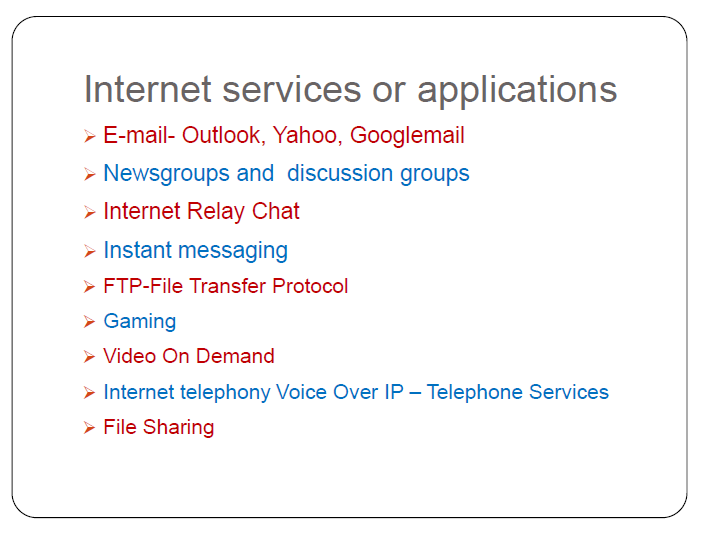 Internet services or applications
E-mail- Outlook, Yahoo, Googlemail
Newsgroups and discussion groups
Internet Relay Chat
Instant messaging
FTP-File Transfer Protocol
Gaming
Video On Demand
Internet telephony Voice Over IP – Telephone Services
File Sharing